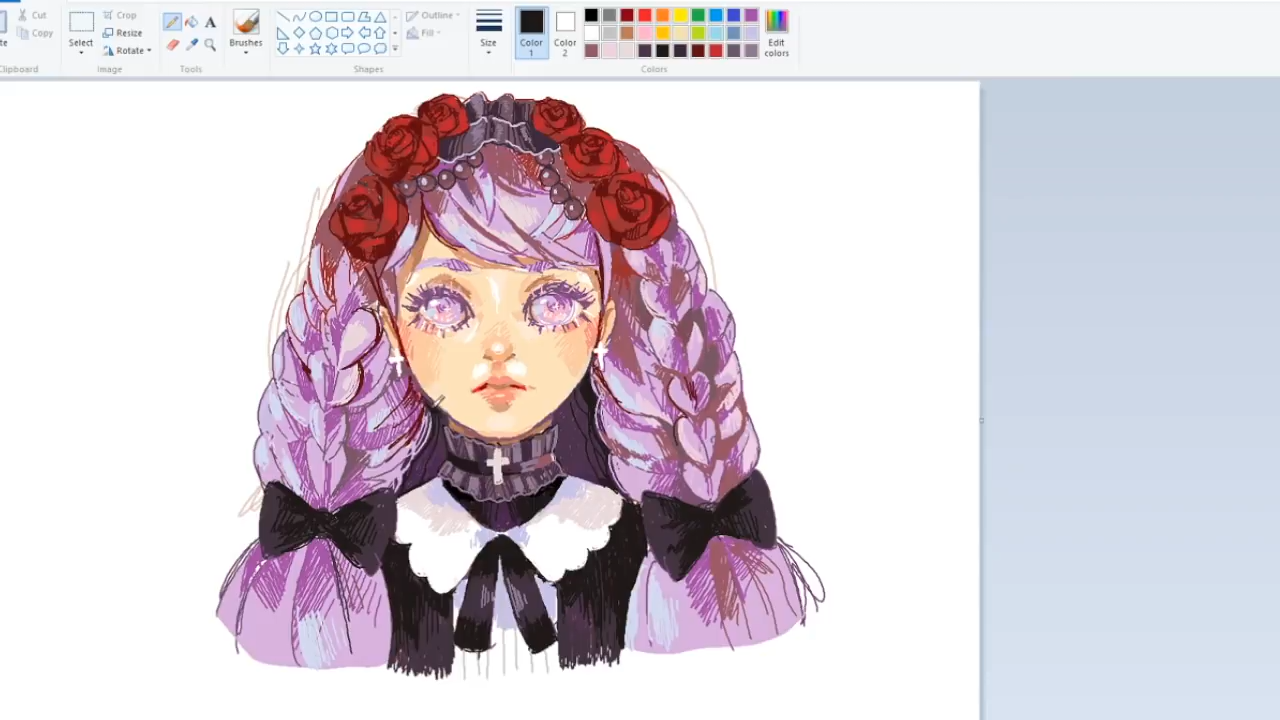 Cut
Copy
Clipboard
Select
Crop
Resize
Rotate
Image
A
Tools
Brushes
Outline
Fill
Shapes
Size
Color
1
Color
2
Edit
colors
Colors